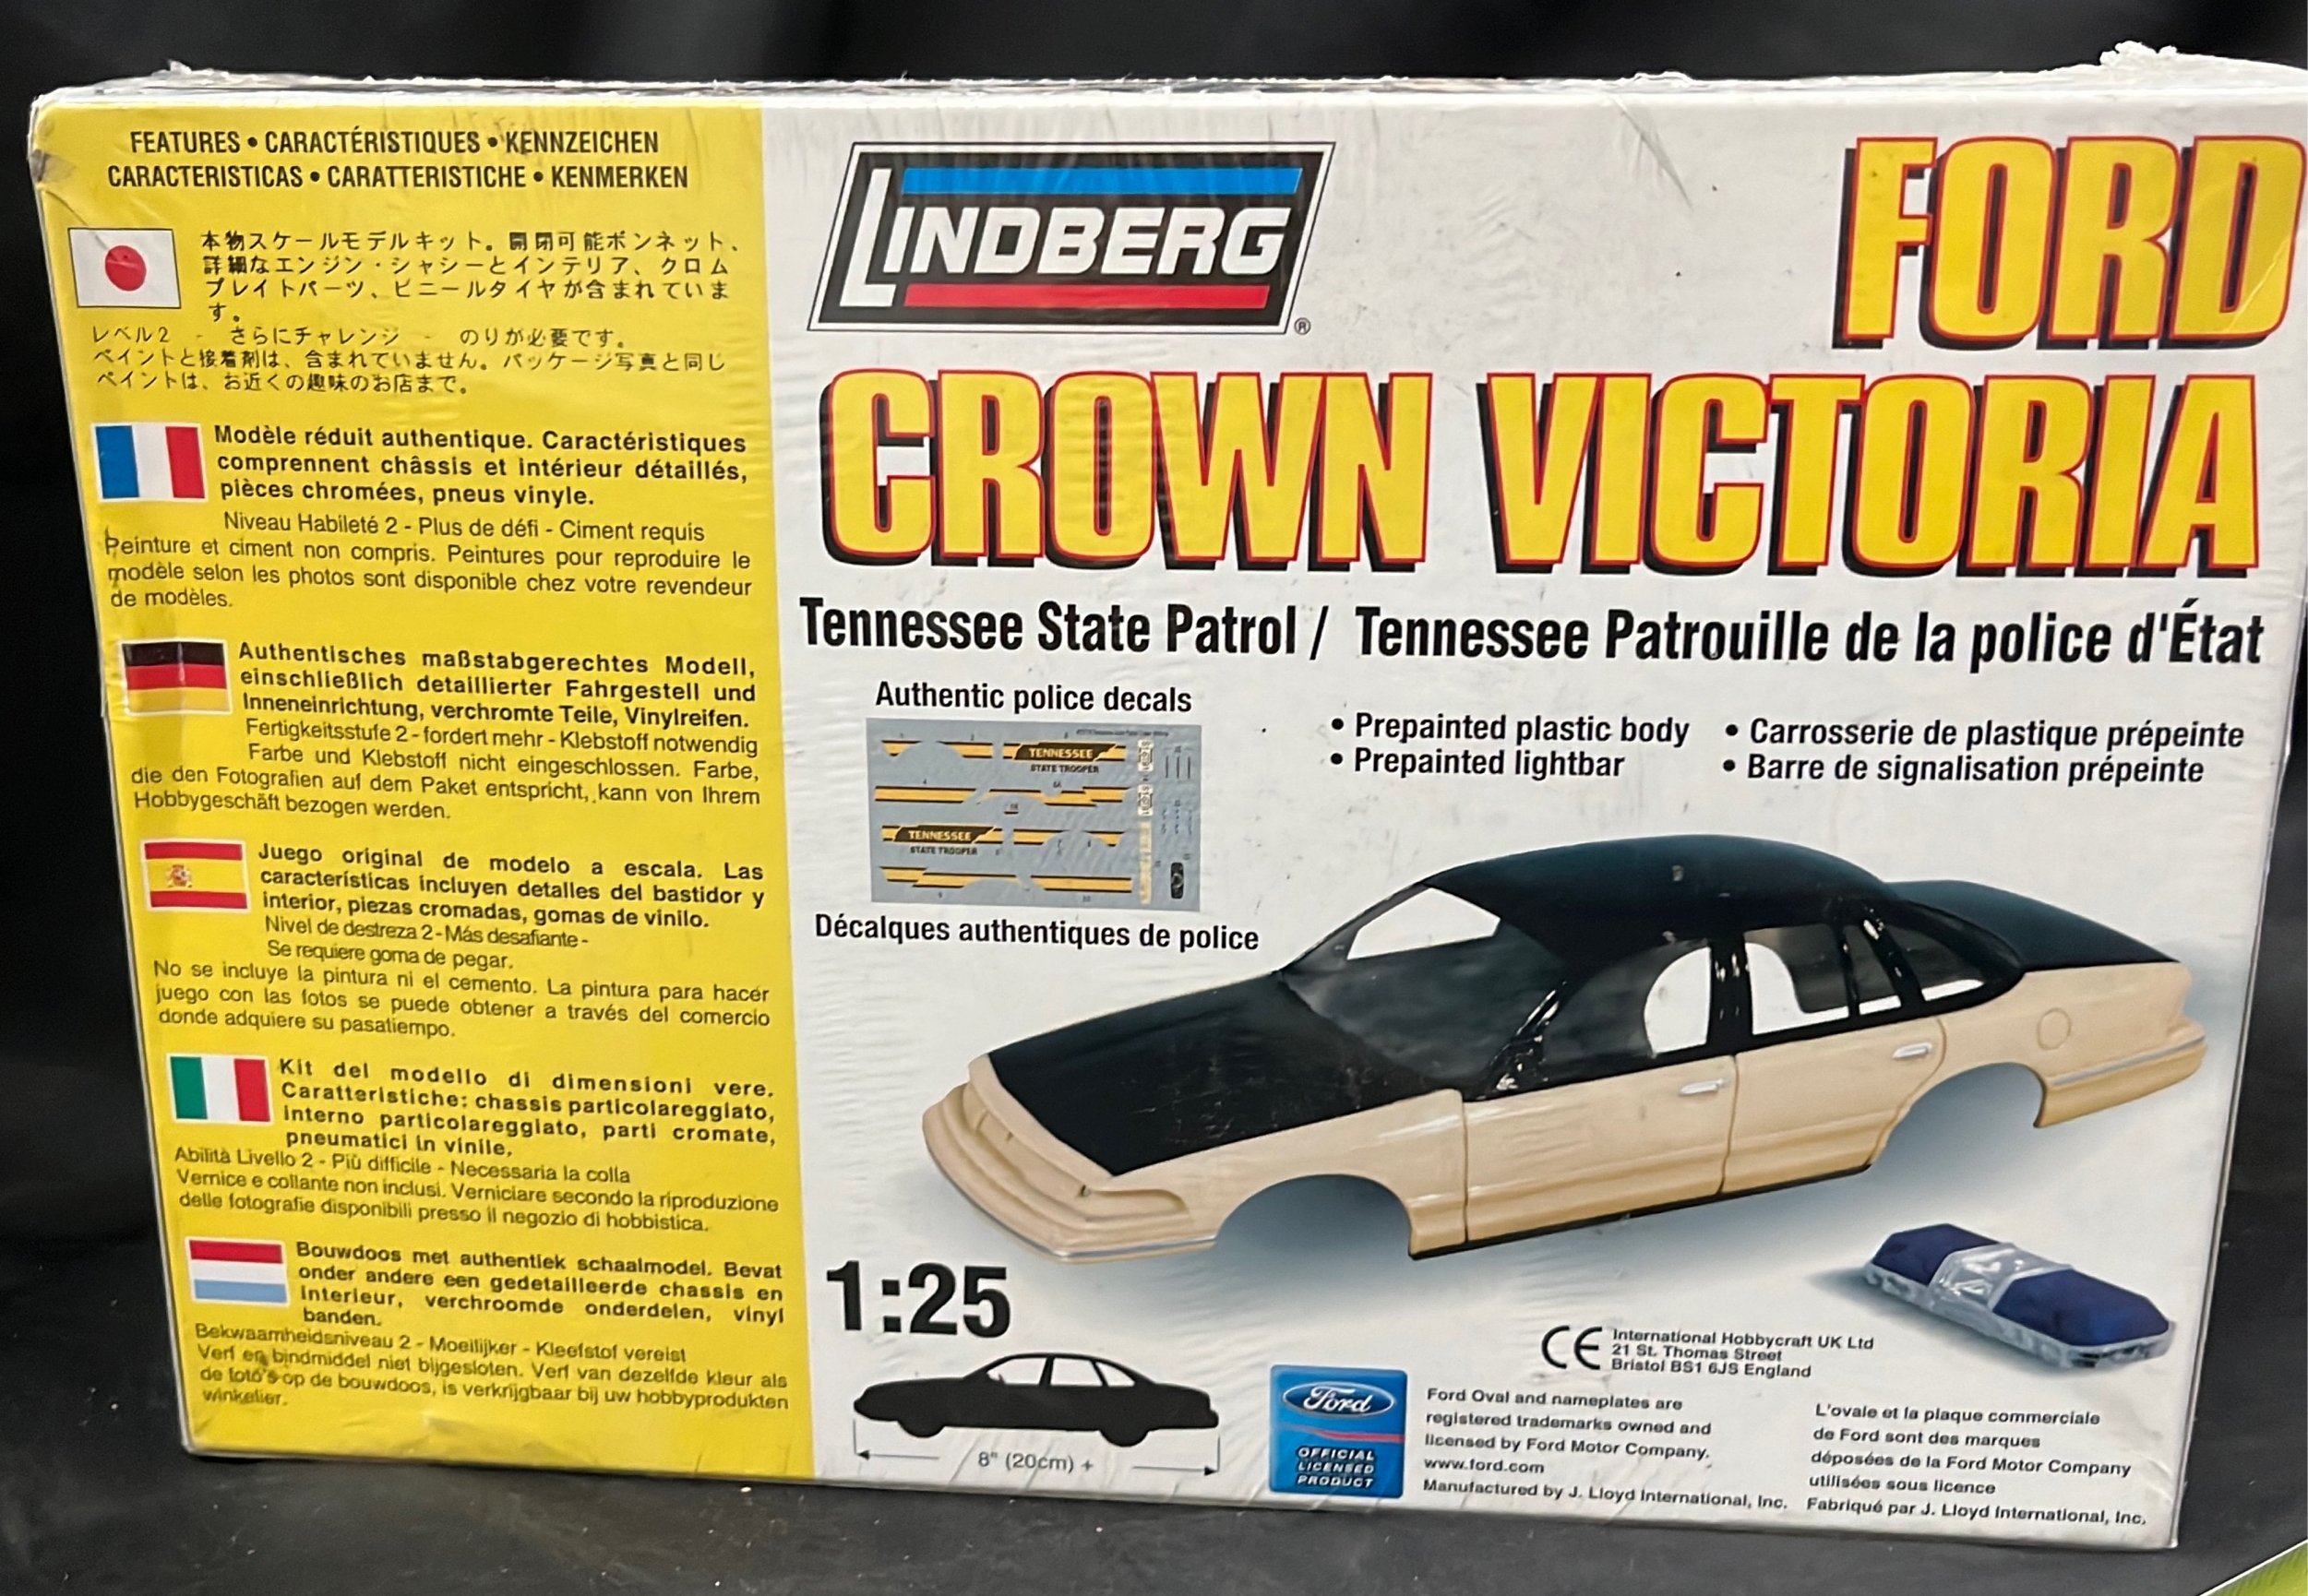 FEATURES • CARACTÉRISTIQUES • KENNZEICHEN
CARACTERISTICAS • CARATTERISTICHE • KENMERKEN
本物スケールモデルキット。開閉可能ボンネット、
詳細なエンジン・シャシーとインテリア、クロム
プレイトパーツ、ビニールタイヤが含まれていま
す。
レベル2 - さらにチャレンジ - のりが必要です。
ペイントと接着剤は、含まれていません。パッケージ写真と同じ
ペイントは、お近くの趣味のお店まで。
Modèle réduit authentique. Caractéristiques
comprennent châssis et intérieur détaillés,
pièces chromées, pneus vinyle.
Niveau Habileté 2 - Plus de défi - Ciment requis
Peinture et ciment non compris. Peintures pour reproduire le
modèle selon les photos sont disponible chez votre revendeur
de modèles.
Authentisches maßstabgerechtes Modell,
einschließlich detaillierter Fahrgestell und
Inneneinrichtung, verchromte Teile, Vinylreifen.
Fertigkeitsstufe 2 - fordert mehr - Klebstoff notwendig
Farbe und Klebstoff nicht eingeschlossen. Farbe,
die den Fotografien auf dem Paket entspricht, kann von Ihrem
Hobbygeschäft bezogen werden.
Juego original de modelo a escala. Las
características incluyen detalles del bastidor y
interior, piezas cromadas, gomas de vinilo.
Nivel de destreza 2 - Más desafiante -
Se requiere goma de pegar.
No se incluye la pintura ni el cemento. La pintura para hacer
juego con las fotos se puede obtener a través del comercio
donde adquiere su pasatiempo.
Kit del modello di dimensioni vere.
Caratteristiche: chassis particolareggiato,
interno particolareggiato, parti cromate,
pneumatici in vinile.
Abilità Livello 2 - Più difficile - Necessaria la colla
Vernice e collante non inclusi. Verniciare secondo la riproduzione
delle fotografie disponibili presso il negozio di hobbistica.
Bouwdoos met authentiek schaalmodel. Bevat
onder andere een gedetailleerde chassis en
interieur, verchroomde onderdelen, vinyl
banden.
Bekwaamheidsniveau 2 - Moeilijker - Kleefstof vereist
Verf en bindmiddel niet bijgesloten. Verf van dezelfde kleur als
de foto's op de bouwdoos, is verkrijgbaar bij uw hobbyprodukten
winkelier.
LINDBERG ®
FORD
CROWN VICTORIA
Tennessee State Patrol / Tennessee Patrouille de la police d'État
Authentic police decals
TENNESSEE
STATE TROOPER
TENNESSEE
STATE TROOPER
Décalques authentiques de police
• Prepainted plastic body
• Prepainted lightbar
• Carrosserie de plastique prépeinte
• Barre de signalisation prépeinte
1:25
8" (20cm) +
CE
International Hobbycraft UK Ltd
21 St. Thomas Street
Bristol BS1 6JS England
Ford
OFFICIAL
LICENSED
PRODUCT
Ford Oval and nameplates are
registered trademarks owned and
licensed by Ford Motor Company.
www.ford.com
Manufactured by J. Lloyd International, Inc.
L'ovale et la plaque commerciale
de Ford sont des marques
déposées de la Ford Motor Company
utilisées sous licence
Fabriqué par J. Lloyd International, Inc.